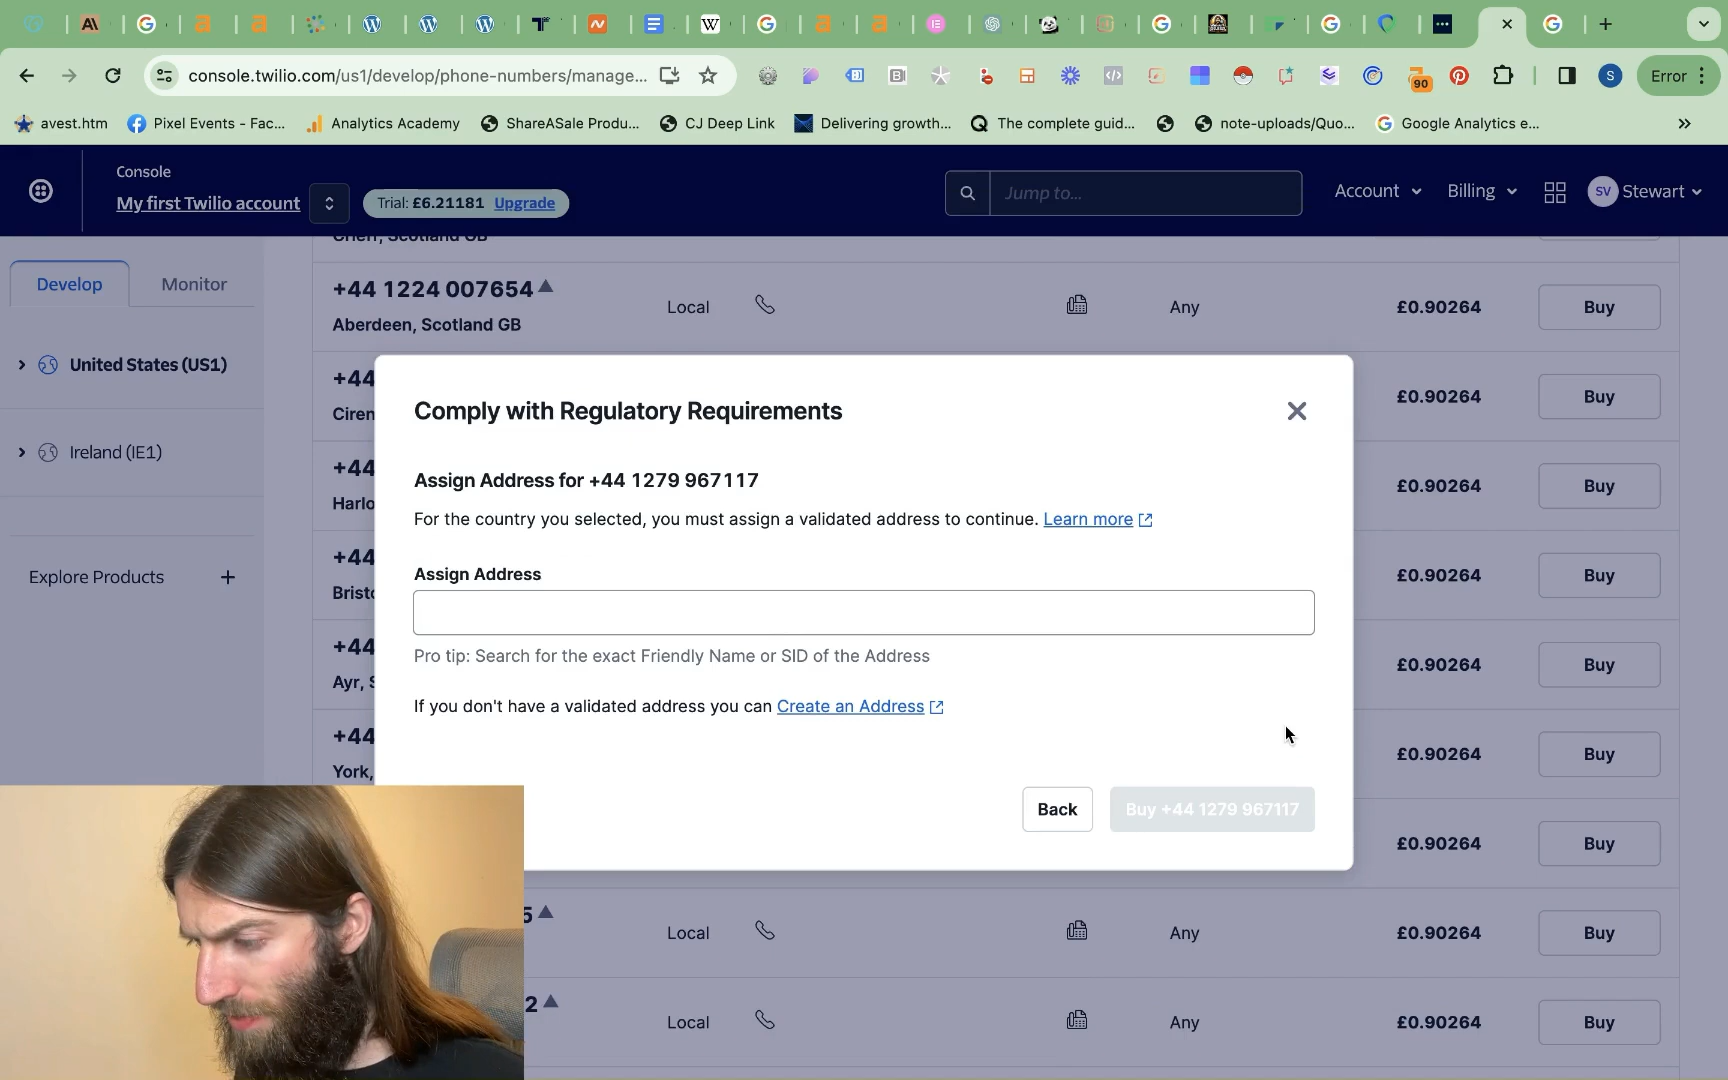 console.twilio.com/us1/develop/phone-numbers/manage...
Error
90
S
avest.htm
Pixel Events - Fac...
Analytics Academy
ShareASale Produ...
CJ Deep Link
Delivering growth...
The complete guid...
note-uploads/Quo...
Google Analytics e...
Console
My first Twilio account
Trial: £6.21181 Upgrade
Jump to...
Account
Billing
SV
Stewart
Develop
Monitor
United States (US1)
Ireland (IE1)
Explore Products
Crieff, Scotland GB
+44 1224 007654
Aberdeen, Scotland GB
Local
Any
£0.90264
Buy
+44
Ciren
£0.90264
Buy
+44
Harlo
£0.90264
Buy
+44
Bristo
£0.90264
Buy
+44
Ayr, S
£0.90264
Buy
+44
York,
£0.90264
Buy
£0.90264
Buy
5
Local
Any
£0.90264
Buy
2
Local
Any
£0.90264
Buy
Comply with Regulatory Requirements
Assign Address for +44 1279 967117
For the country you selected, you must assign a validated address to continue. Learn more
Assign Address
Pro tip: Search for the exact Friendly Name or SID of the Address
If you don't have a validated address you can Create an Address
Back
Buy +44 1279 967117